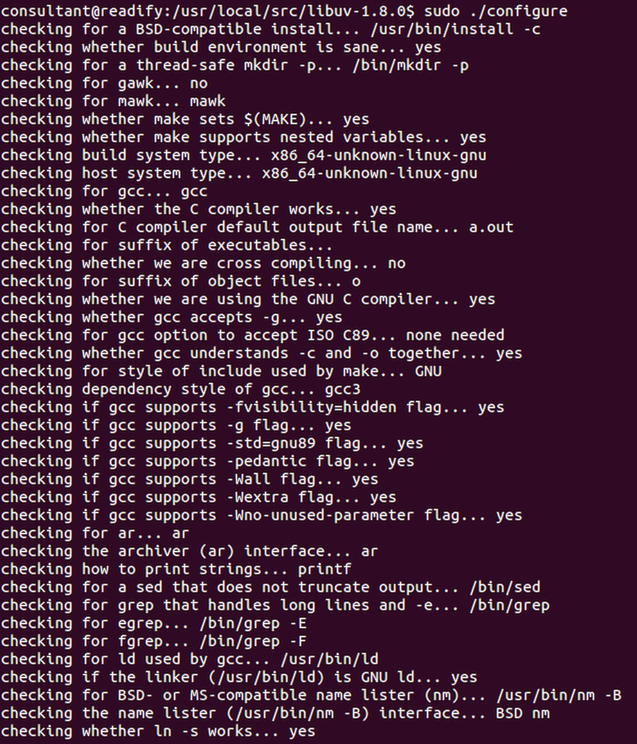 consultant@readify:/usr/local/src/libuv-1.8.0$ sudo ./configure
checking for a BSD-compatible install... /usr/bin/install -c
checking whether build environment is sane... yes
checking for a thread-safe mkdir -p... /bin/mkdir -p
checking for gawk... no
checking for mawk... mawk
checking whether make sets $(MAKE)... yes
checking whether make supports nested variables... yes
checking build system type... x86_64-unknown-linux-gnu
checking host system type... x86_64-unknown-linux-gnu
checking for gcc... gcc
checking whether the C compiler works... yes
checking for C compiler default output file name... a.out
checking for suffix of executables...
checking whether we are cross compiling... no
checking for suffix of object files... o
checking whether we are using the GNU C compiler... yes
checking whether gcc accepts -g... yes
checking for gcc option to accept ISO C89... none needed
checking whether gcc understands -c and -o together... yes
checking for style of include used by make... GNU
checking dependency style of gcc... gcc3
checking if gcc supports -fvisibility=hidden flag... yes
checking if gcc supports -g flag... yes
checking if gcc supports -std=gnu89 flag... yes
checking if gcc supports -pedantic flag... yes
checking if gcc supports -Wall flag... yes
checking if gcc supports -Wextra flag... yes
checking if gcc supports -Wno-unused-parameter flag... yes
checking for ar... ar
checking the archiver (ar) interface... ar
checking how to print strings... printf
checking for a sed that does not truncate output... /bin/sed
checking for grep that handles long lines and -e... /bin/grep
checking for egrep... /bin/grep -E
checking for fgrep... /bin/grep -F
checking for ld used by gcc... /usr/bin/ld
checking if the linker (/usr/bin/ld) is GNU ld... yes
checking for BSD- or MS-compatible name lister (nm)... /usr/bin/nm -B
checking the name lister (/usr/bin/nm -B) interface... BSD nm
checking whether ln -s works... yes